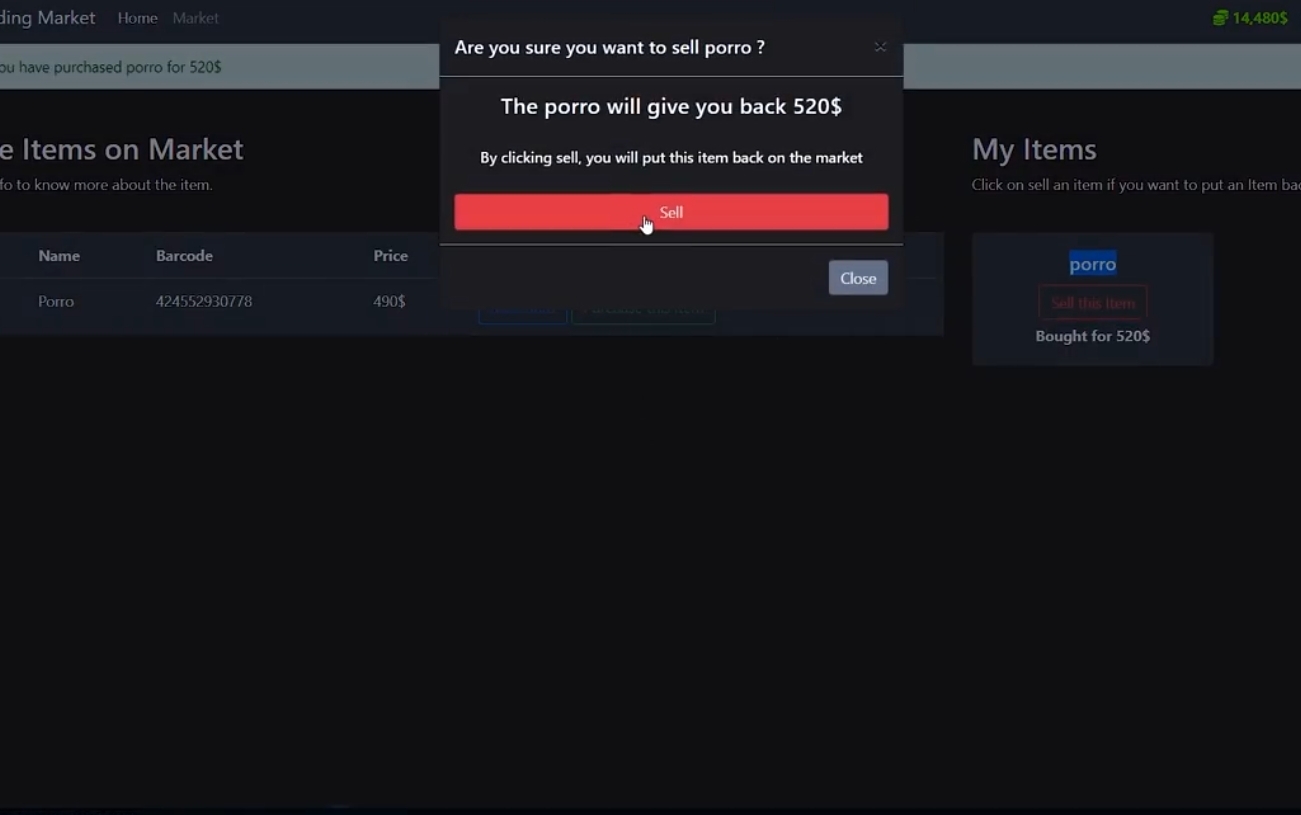 ding Market Home Market 14,480$
ou have purchased porro for 520$
Are you sure you want to sell porro ?
The porro will give you back 520$
By clicking sell, you will put this item back on the market
Sell
Close
e Items on Market
fo to know more about the item.
Name Barcode Price
Porro 424552930778 490$
Purchase this Item
My Items
Click on sell an item if you want to put an Item bac
porro
Sell this Item
Bought for 520$